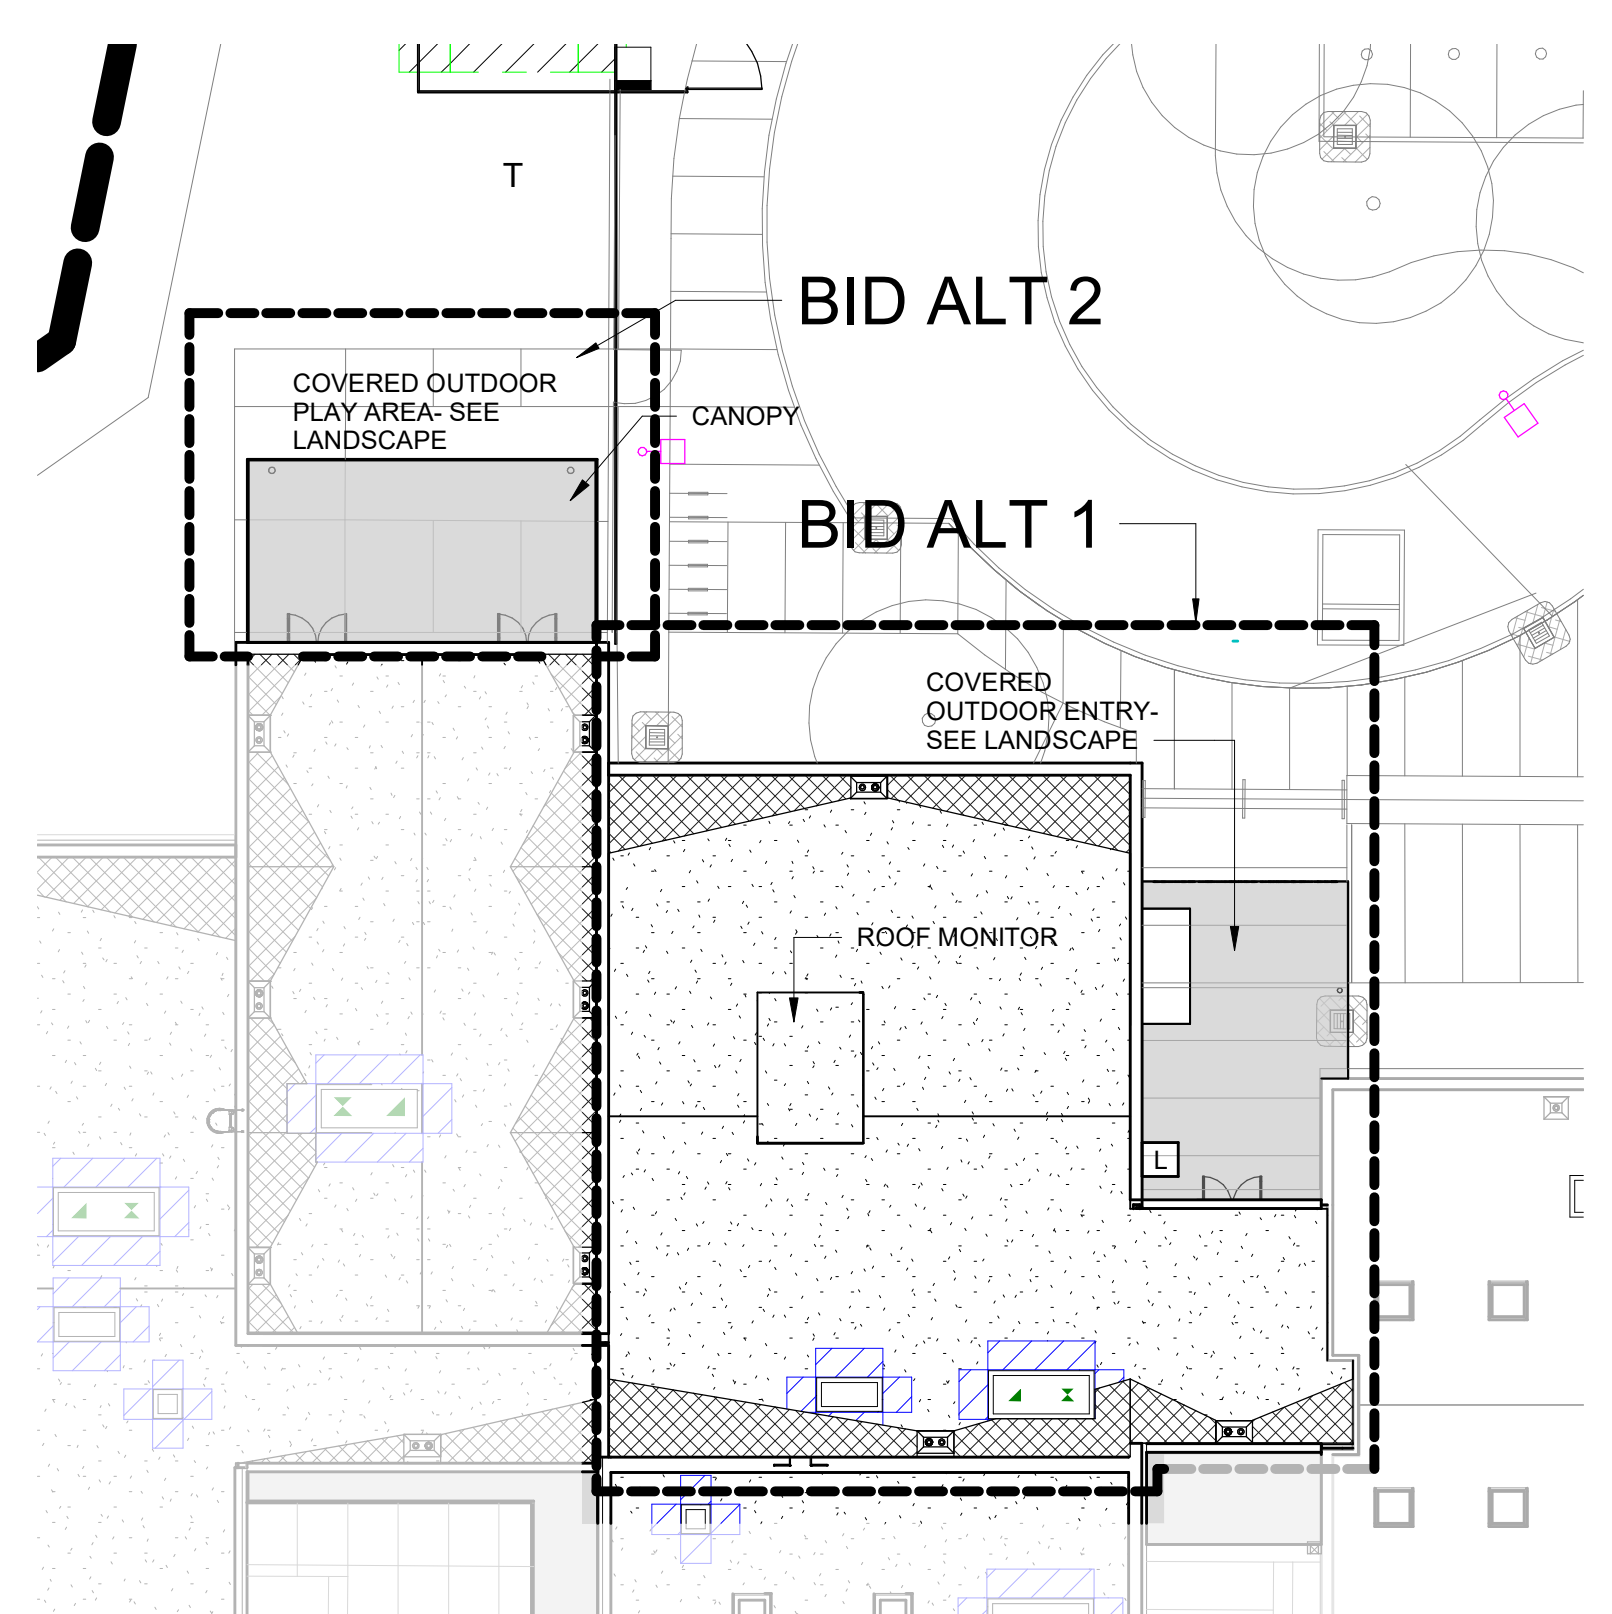 T
BID ALT 2
COVERED OUTDOOR
PLAY AREA- SEE
LANDSCAPE
CANOPY
BID ALT 1
COVERED
OUTDOOR ENTRY-
SEE LANDSCAPE
ROOF MONITOR
L